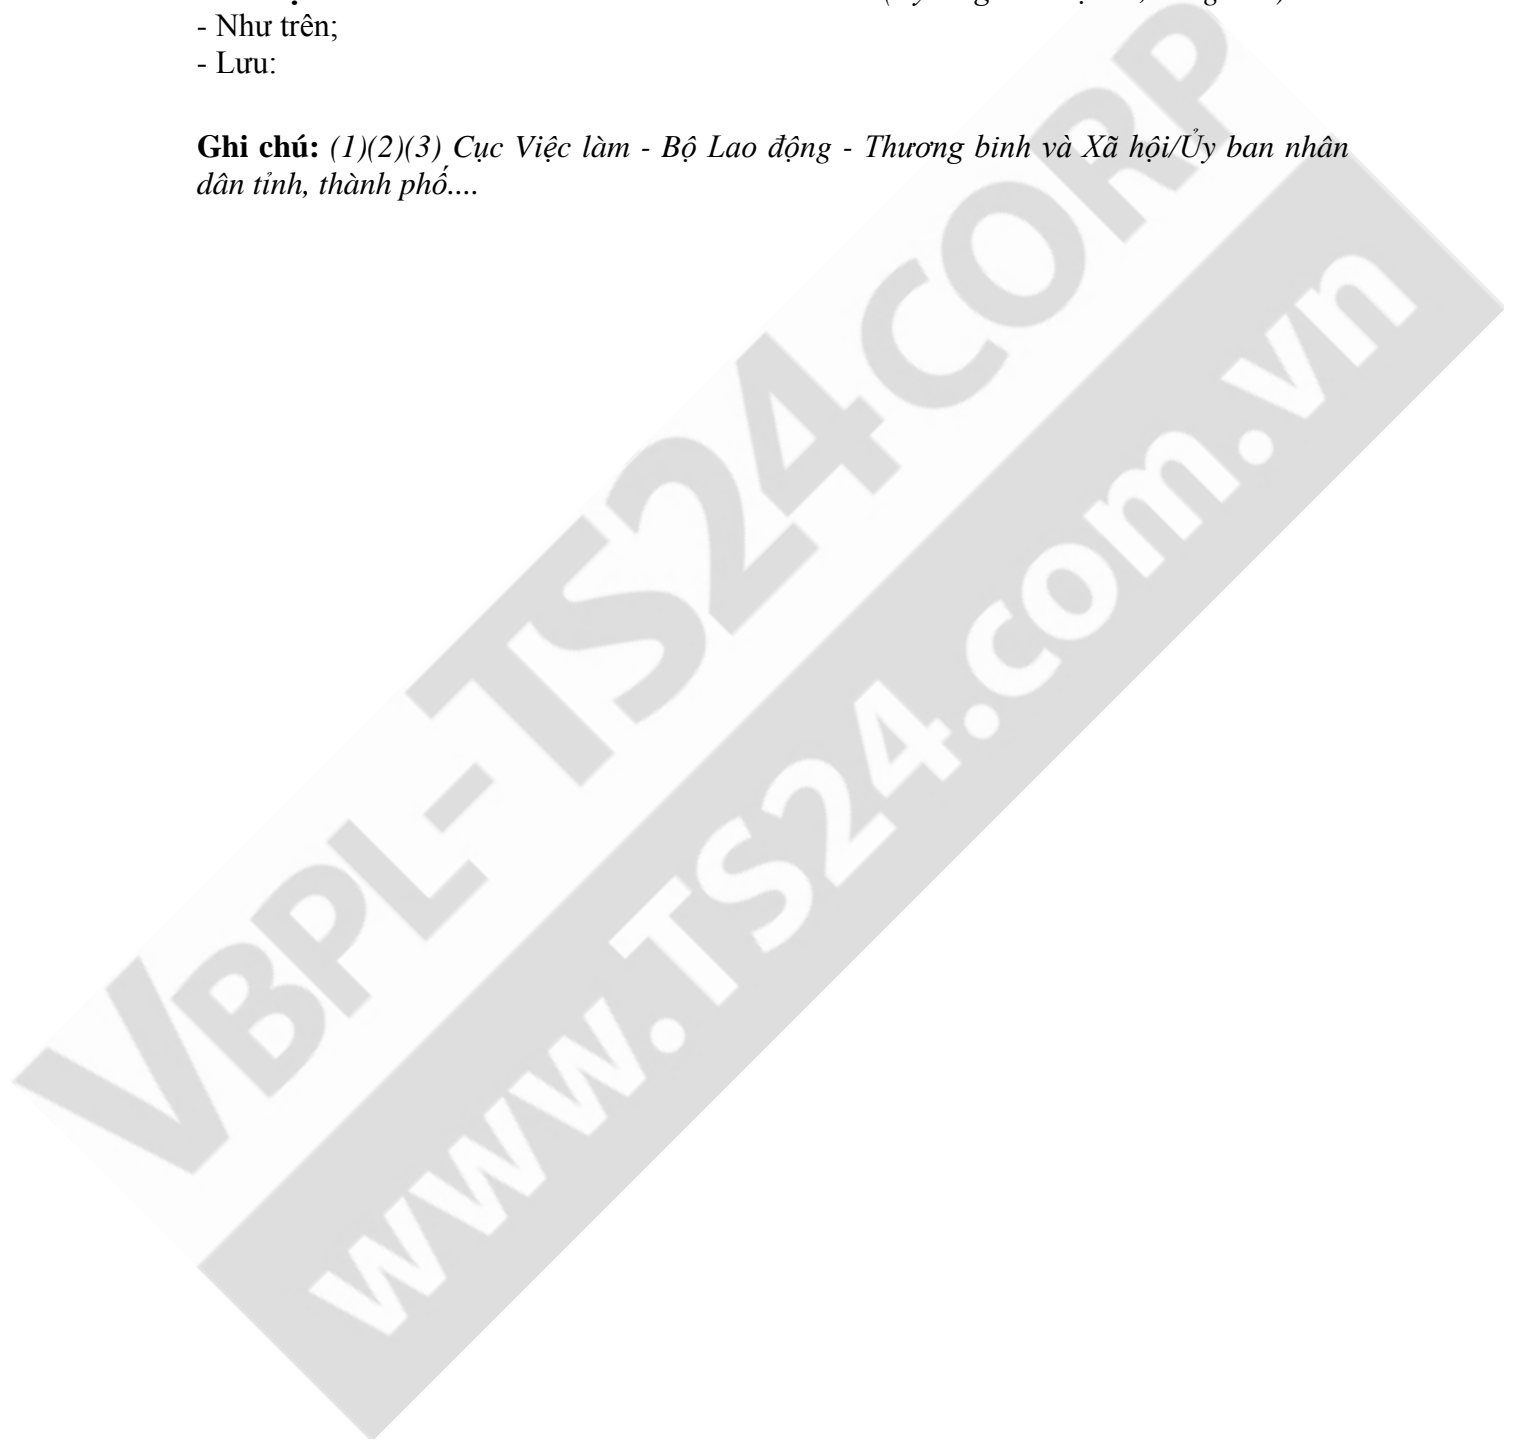 - Như trên;
- Lưu:
Ghi chú: (1)(2)(3) Cục Việc làm - Bộ Lao động - Thương binh và Xã hội/Ủy ban nhân
dân tỉnh, thành phố....
VBPL-TS24CORP
www.TS24.com.vn